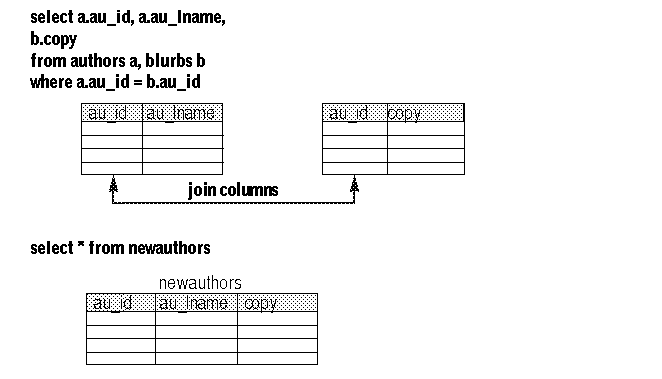 select a.au_id, a.au_lname,
b.copy
from authors a, blurbs b
where a.au_id = b.au_id
au_id au_lname au_id copy
join columns
select * from newauthors
newauthors
au_id au_lname copy